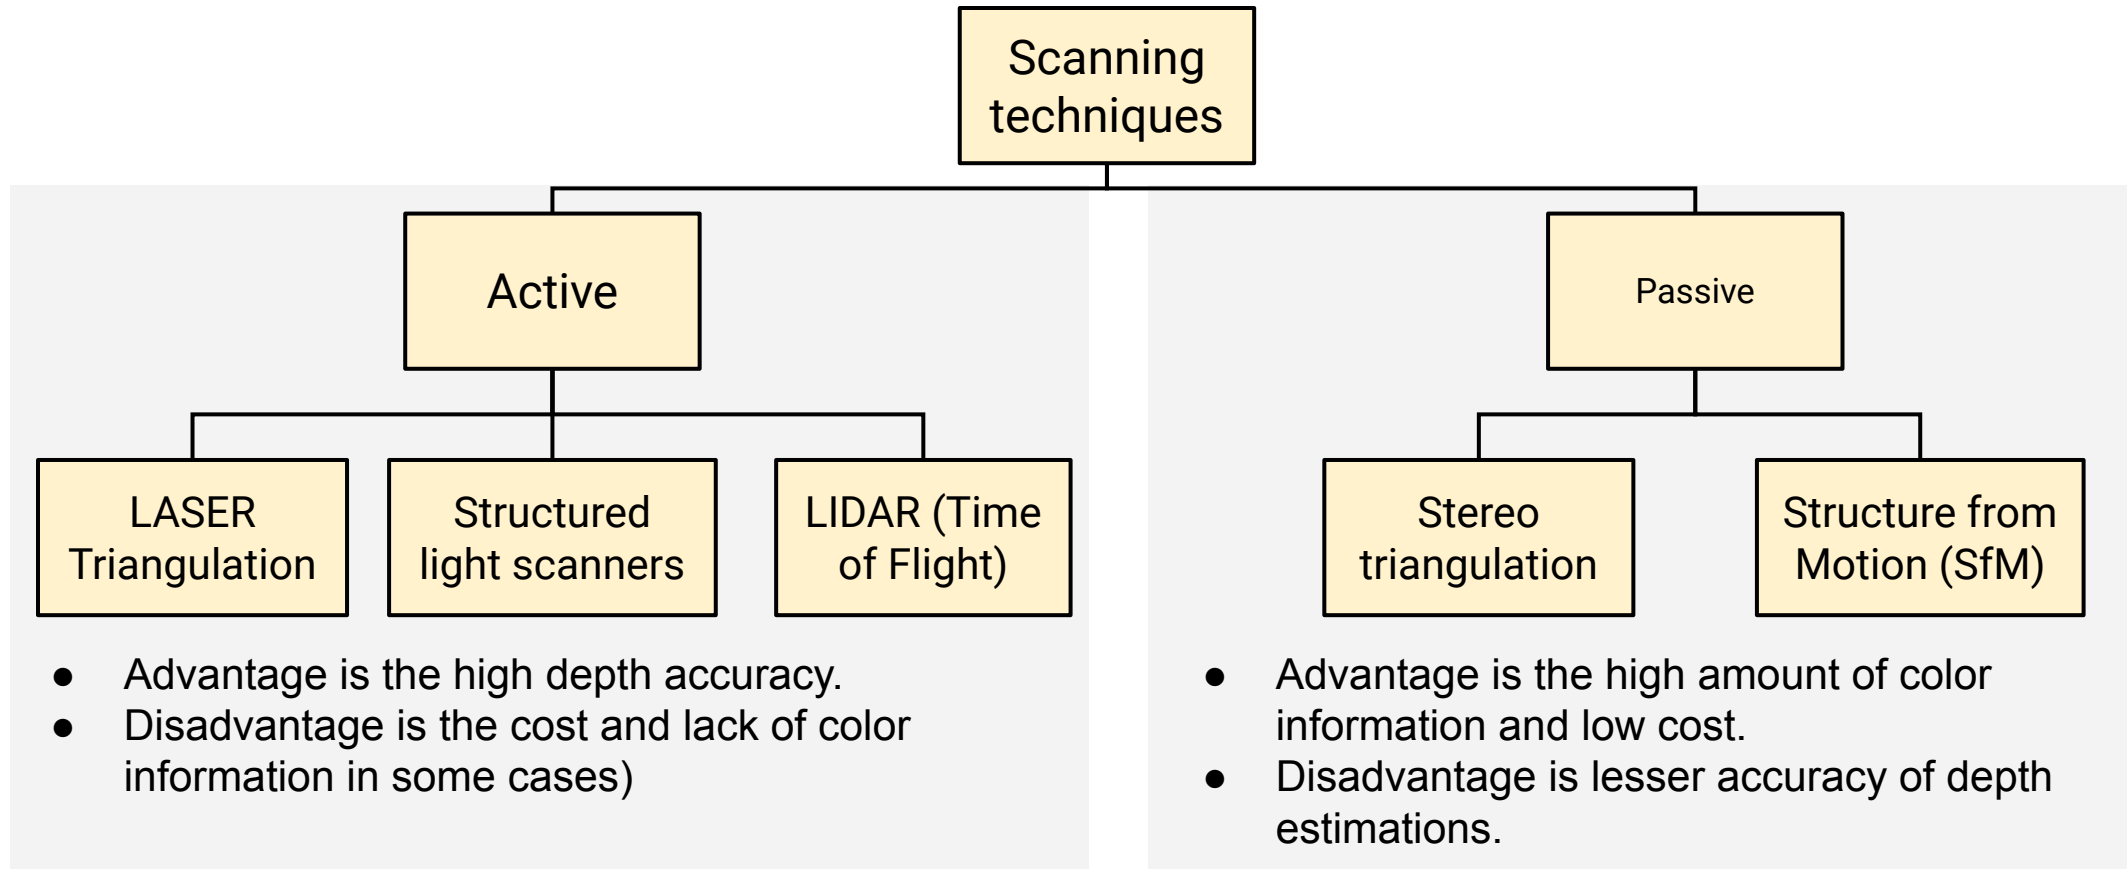 Scanning
techniques
Active
Passive
LASER
Triangulation
Structured
light scanners
LIDAR (Time
of Flight)
Stereo
triangulation
Structure from
Motion (SfM)
● Advantage is the high depth accuracy.
● Disadvantage is the cost and lack of color
information in some cases)
● Advantage is the high amount of color
information and low cost.
● Disadvantage is lesser accuracy of depth
estimations.